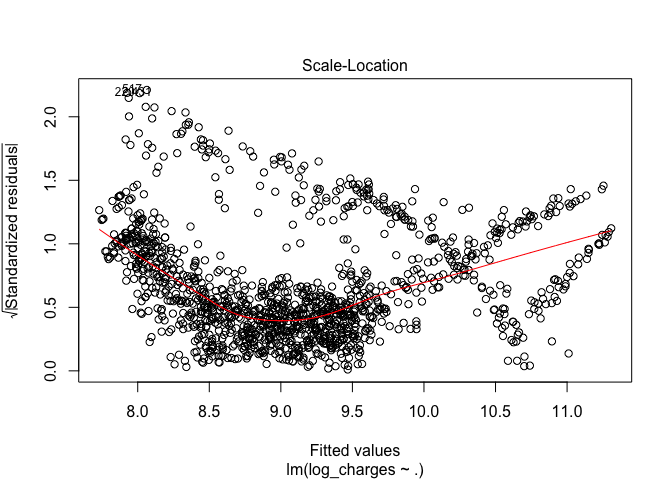 Scale-Location
√|Standardized residuals|
0.0 0.5 1.0 1.5 2.0
8.0 8.5 9.0 9.5 10.0 10.5 11.0
Fitted values
lm(log_charges ~ .)